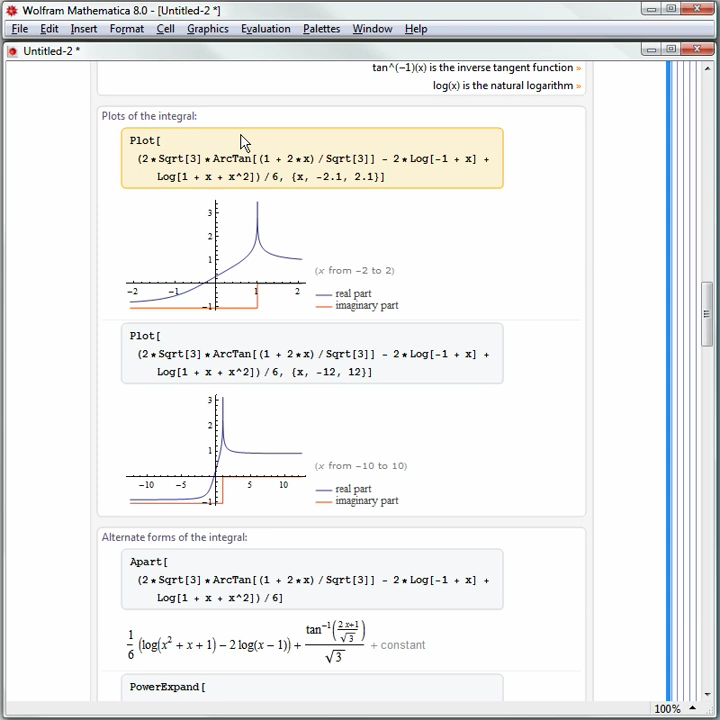 Wolfram Mathematica 8.0 - [Untitled-2 *]
File Edit Insert Format Cell Graphics Evaluation Palettes Window Help
Untitled-2 *
tan^(−1)(x) is the inverse tangent function »
log(x) is the natural logarithm »
Plots of the integral:
Plot[
(2*Sqrt[3]*ArcTan[(1 + 2*x)/Sqrt[3]] - 2*Log[-1 + x] +
Log[1 + x + x^2])/6, {x, -2.1, 2.1}]
3
2
1
−2 −1 1 2
−1
(x from −2 to 2)
real part
imaginary part
Plot[
(2*Sqrt[3]*ArcTan[(1 + 2*x)/Sqrt[3]] - 2*Log[-1 + x] +
Log[1 + x + x^2])/6, {x, -12, 12}]
3
2
1
−10 −5 5 10
−1
(x from −10 to 10)
real part
imaginary part
Alternate forms of the integral:
Apart[
(2*Sqrt[3]*ArcTan[(1 + 2*x)/Sqrt[3]] - 2*Log[-1 + x] +
Log[1 + x + x^2])/6]
1/6 (log(x² + x + 1) − 2 log(x − 1)) + tan⁻¹((2 x+1)/√3)/√3 + constant
PowerExpand[
100%